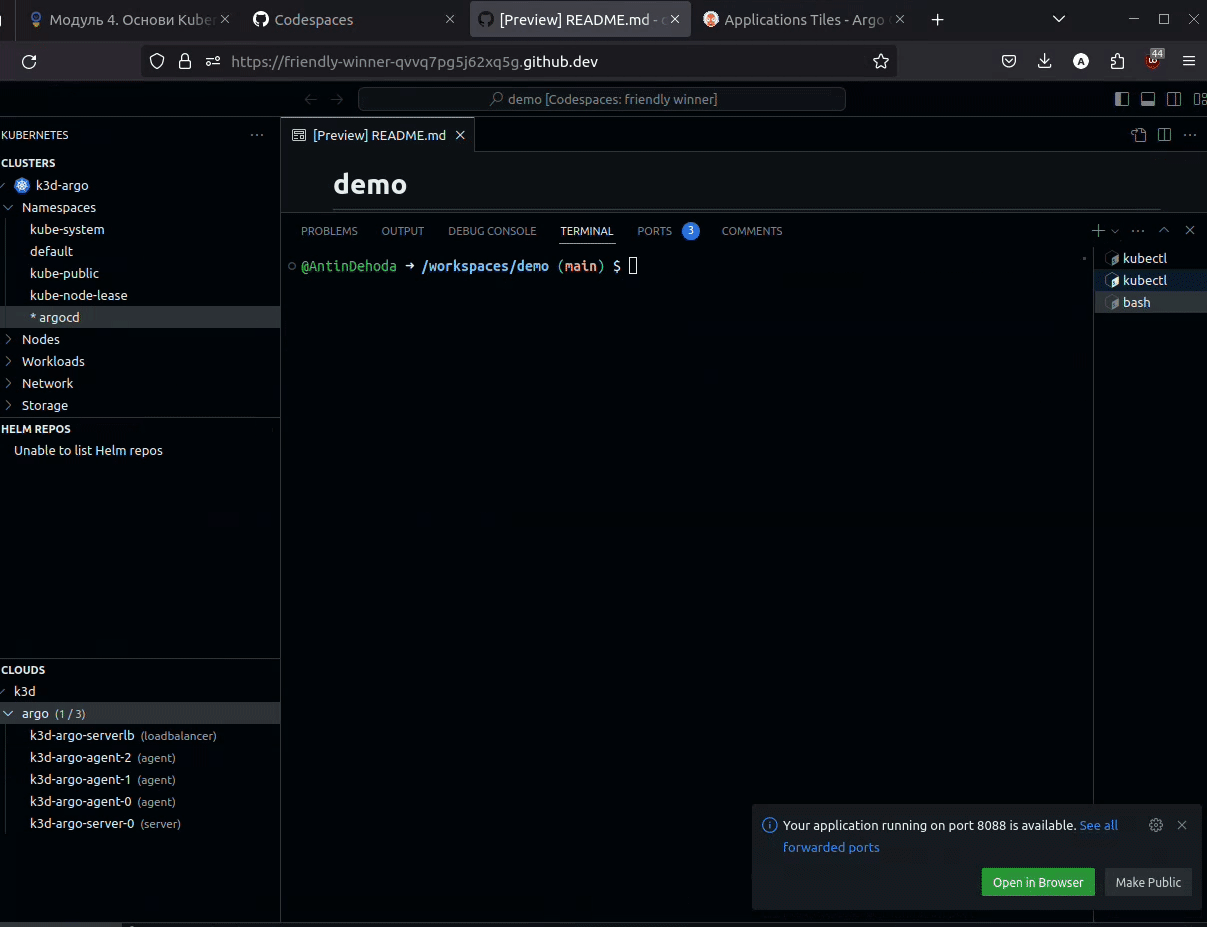 Модуль 4. Основи Kuber
Codespaces
[Preview] README.md - c
Applications Tiles - Argo
https://friendly-winner-qvvq7pg5j62xq5g.github.dev
A
44
demo [Codespaces: friendly winner]
KUBERNETES
[Preview] README.md
CLUSTERS
k3d-argo
Namespaces
kube-system
default
kube-public
kube-node-lease
* argocd
Nodes
Workloads
Network
Storage
HELM REPOS
Unable to list Helm repos
CLOUDS
k3d
argo (1 / 3)
k3d-argo-serverlb (loadbalancer)
k3d-argo-agent-2 (agent)
k3d-argo-agent-1 (agent)
k3d-argo-agent-0 (agent)
k3d-argo-server-0 (server)
demo
PROBLEMS OUTPUT DEBUG CONSOLE TERMINAL PORTS 3 COMMENTS
@AntinDehoda ➜ /workspaces/demo (main) $
kubectl
kubectl
bash
Your application running on port 8088 is available. See all
forwarded ports
Open in Browser
Make Public